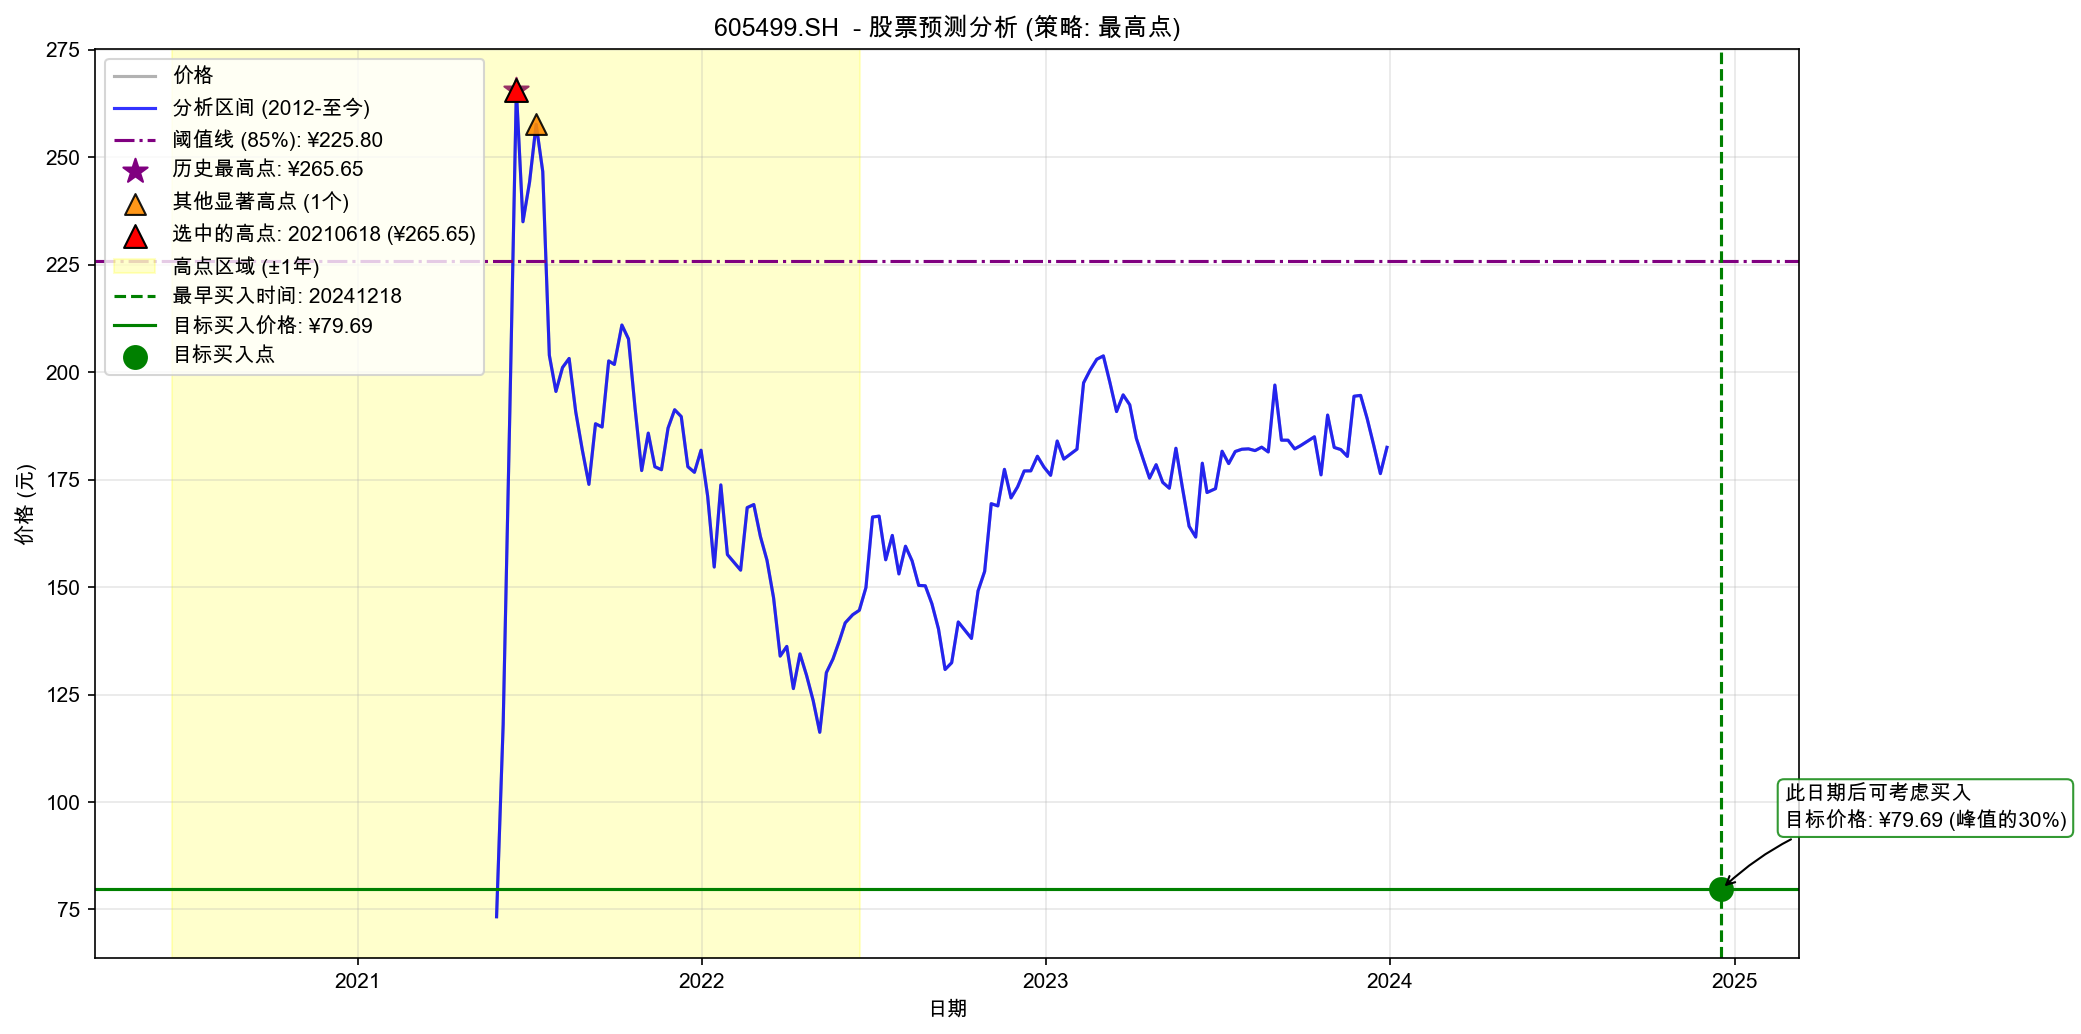 605499.SH - 股票预测分析 (策略: 最高点)
价格
分析区间 (2012-至今)
阈值线 (85%): ¥225.80
历史最高点: ¥265.65
其他显著高点 (1个)
选中的高点: 20210618 (¥265.65)
高点区域 (±1年)
最早买入时间: 20241218
目标买入价格: ¥79.69
目标买入点
价格 (元)
275
250
225
200
175
150
125
100
75
此日期后可考虑买入
目标价格: ¥79.69 (峰值的30%)
2021
2022
2023
2024
2025
日期